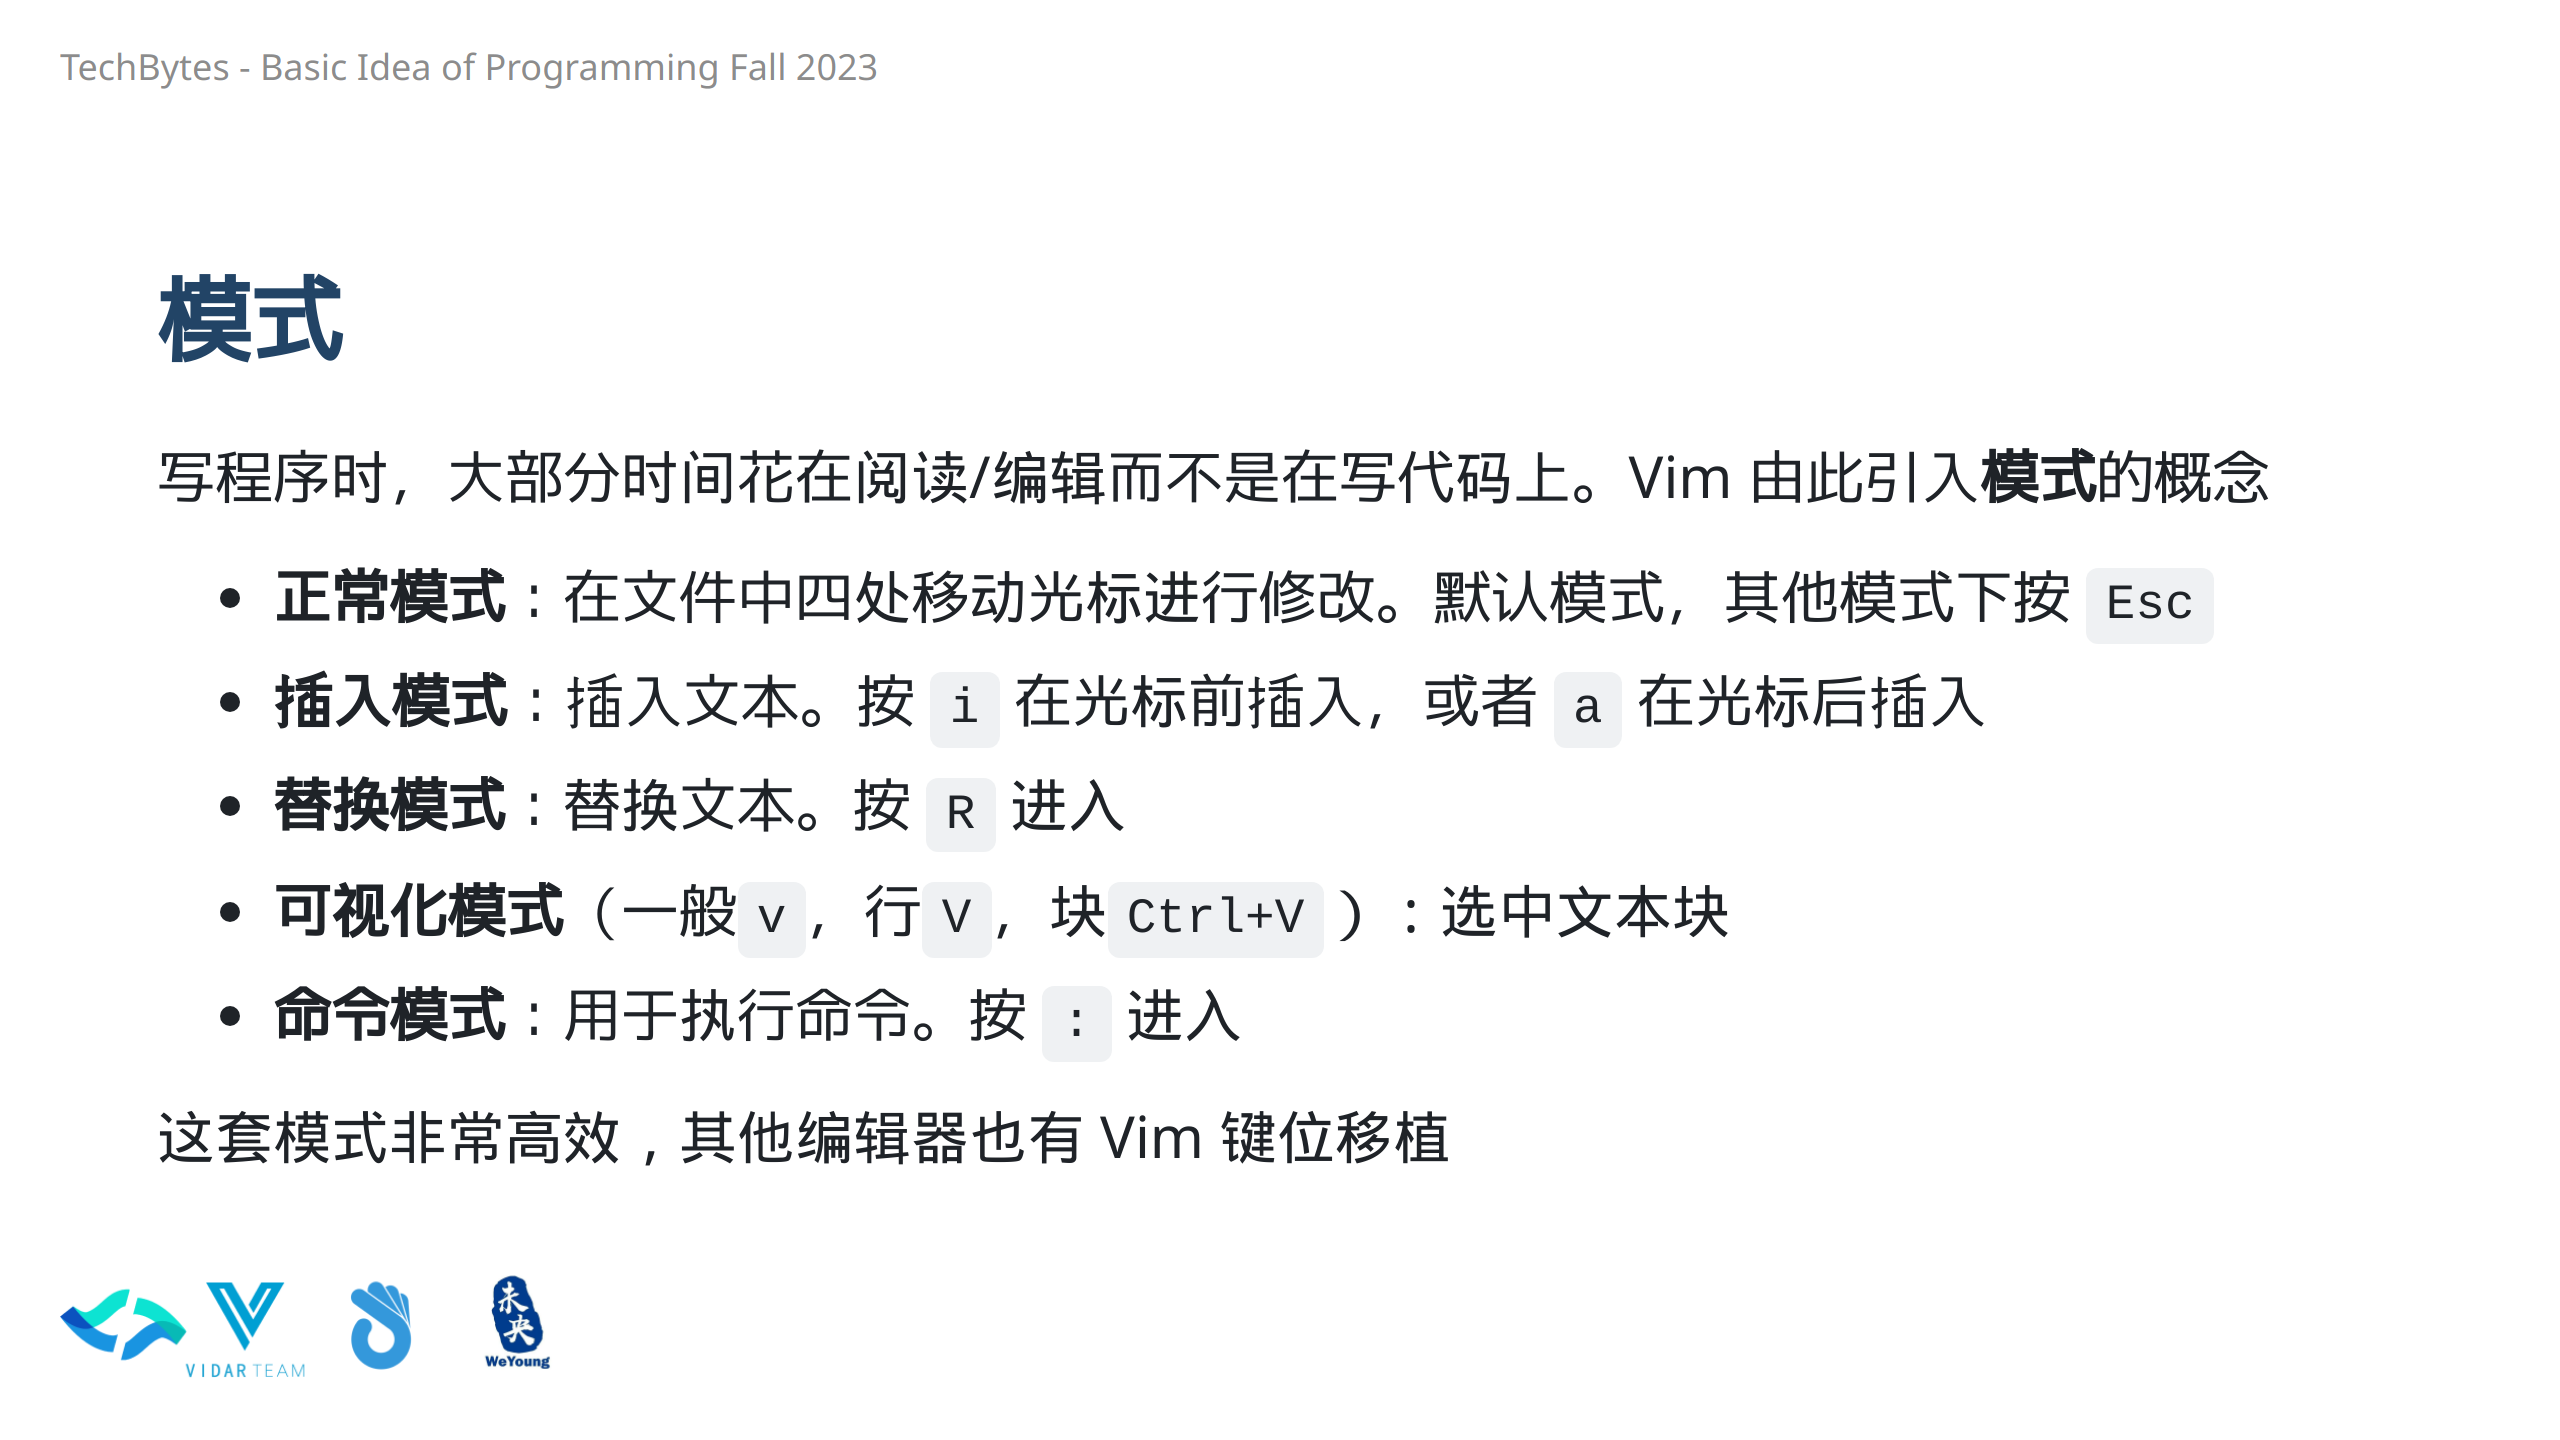 TechBytes - Basic Idea of Programming Fall 2023
模式
写程序时，大部分时间花在阅读/编辑而不是在写代码上。Vim 由此引入模式的概念
正常模式：在文件中四处移动光标进行修改。默认模式，其他模式下按 Esc
插入模式：插入文本。按 i 在光标前插入，或者 a 在光标后插入
替换模式：替换文本。按 R 进入
可视化模式（一般 v ，行 V ，块 Ctrl+V ）：选中文本块
命令模式：用于执行命令。按 : 进入
这套模式非常高效，其他编辑器也有 Vim 键位移植
VIDAR TEAM
未央
WeYoung